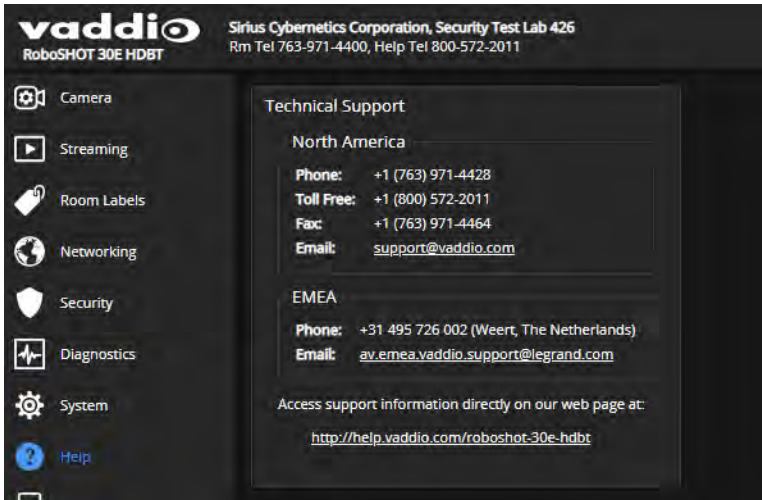 vaddio
RoboSHOT 30E HDBT
Sirius Cybernetics Corporation, Security Test Lab 426
Rm Tel 763-971-4400, Help Tel 800-572-2011
Camera
Streaming
Room Labels
Networking
Security
Diagnostics
System
Help
Technical Support
North America
Phone: +1 (763) 971-4428
Toll Free: +1 (800) 572-2011
Fax: +1 (763) 971-4464
Email: support@vaddio.com
EMEA
Phone: +31 495 726 002 (Weert, The Netherlands)
Email: av.emea.vaddio.support@legrand.com
Access support information directly on our web page at:
http://help.vaddio.com/roboshot-30e-hdbt